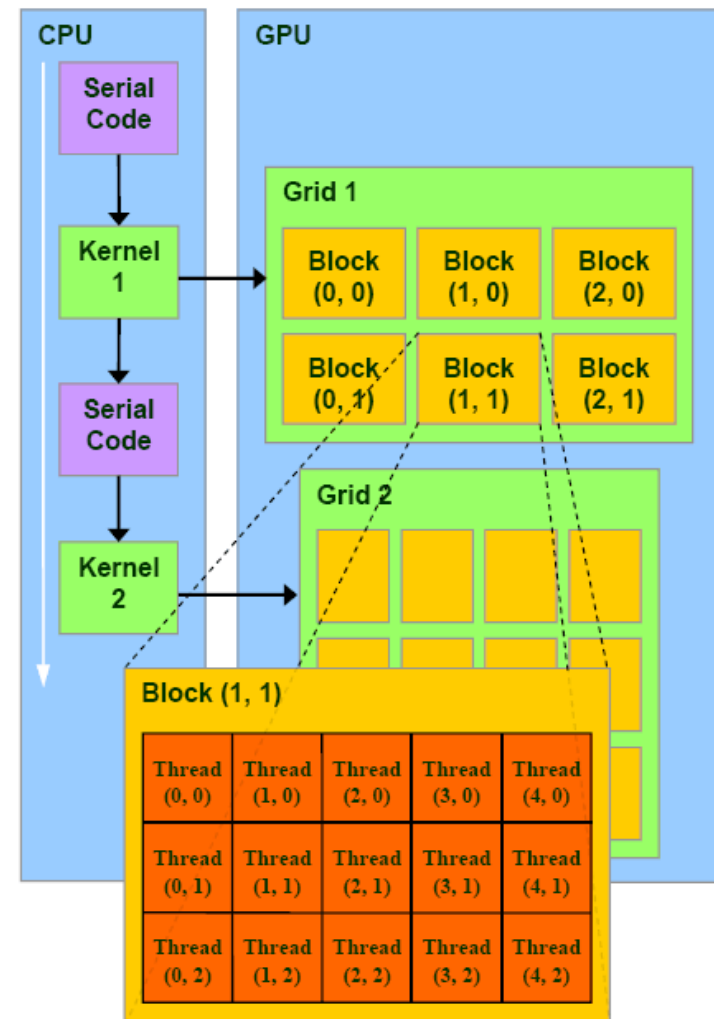 CPU
GPU
Serial
Code
Kernel
1
Serial
Code
Kernel
2
Grid 1
Block
(0, 0)
Block
(1, 0)
Block
(2, 0)
Block
(0, 1)
Block
(1, 1)
Block
(2, 1)
Grid 2
Block (1, 1)
Thread
(0, 0)
Thread
(1, 0)
Thread
(2, 0)
Thread
(3, 0)
Thread
(4, 0)
Thread
(0, 1)
Thread
(1, 1)
Thread
(2, 1)
Thread
(3, 1)
Thread
(4, 1)
Thread
(0, 2)
Thread
(1, 2)
Thread
(2, 2)
Thread
(3, 2)
Thread
(4, 2)